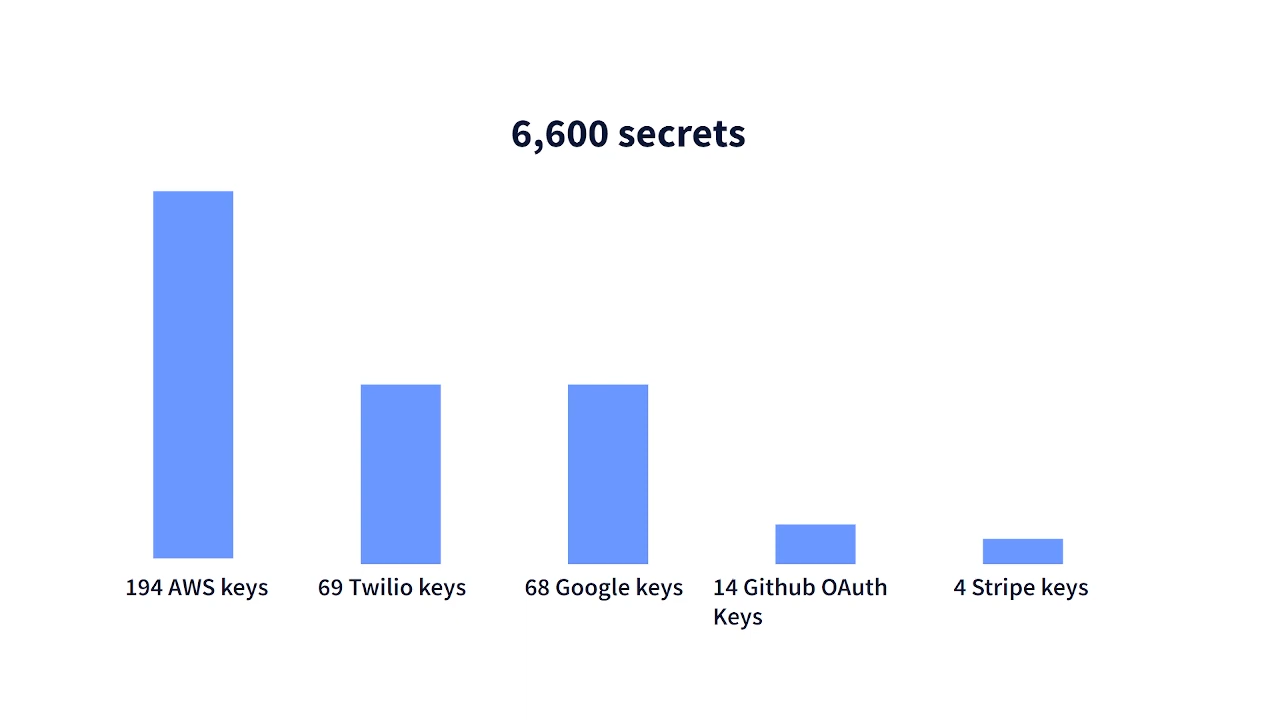 6,600 secrets
194 AWS keys
69 Twilio keys
68 Google keys
14 Github OAuth
Keys
4 Stripe keys